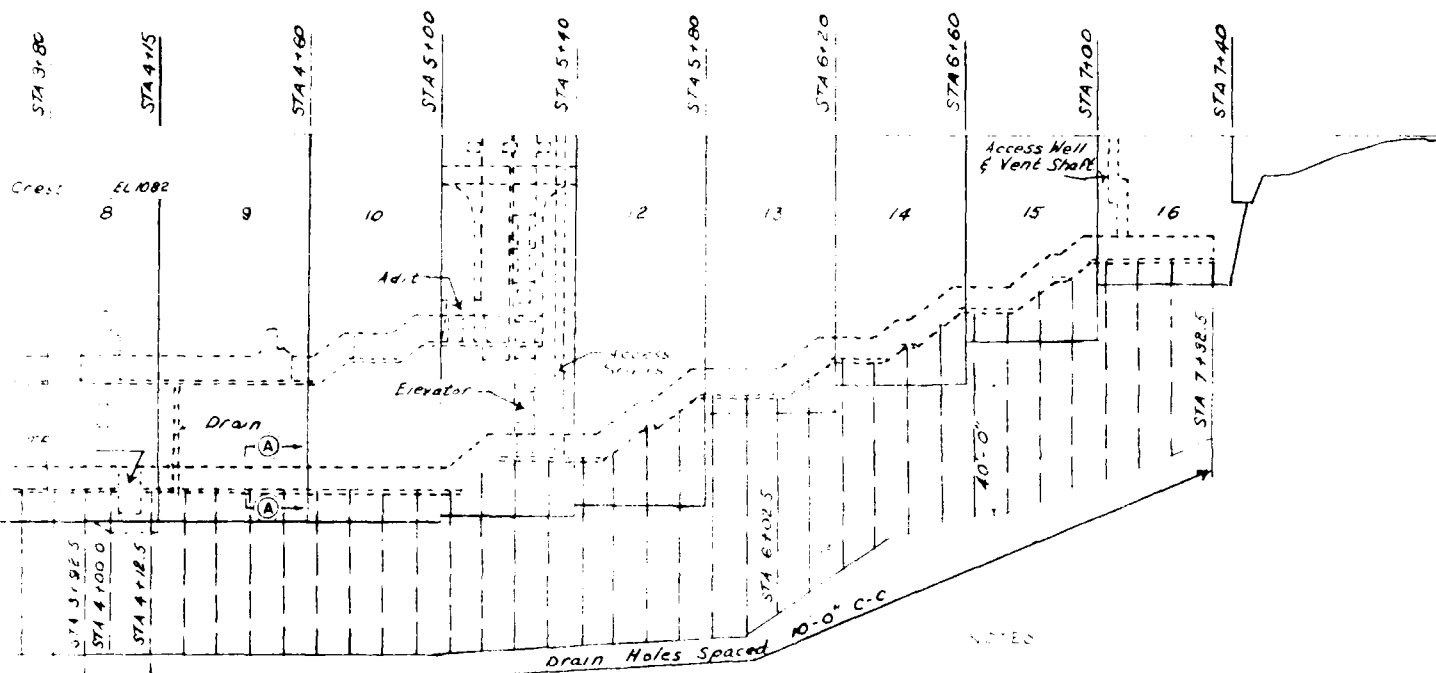 STA 3+80
STA 4+15
STA 4+60
STA 5+00
STA 5+40
STA 5+80
STA 6+20
STA 6+60
STA 7+00
STA 7+40
Access Well
& Vent Shaft
Crest
EL 1082
8
9
10
12
13
14
15
16
Adit
Access
Elevator
Drain
A
A
40'-0"
STA 7+32.5
STA 6+02.5
STA 3+92.5
STA 4+00.0
STA 4+12.5
Drain Holes Spaced 10'-0" C-C
NOTES